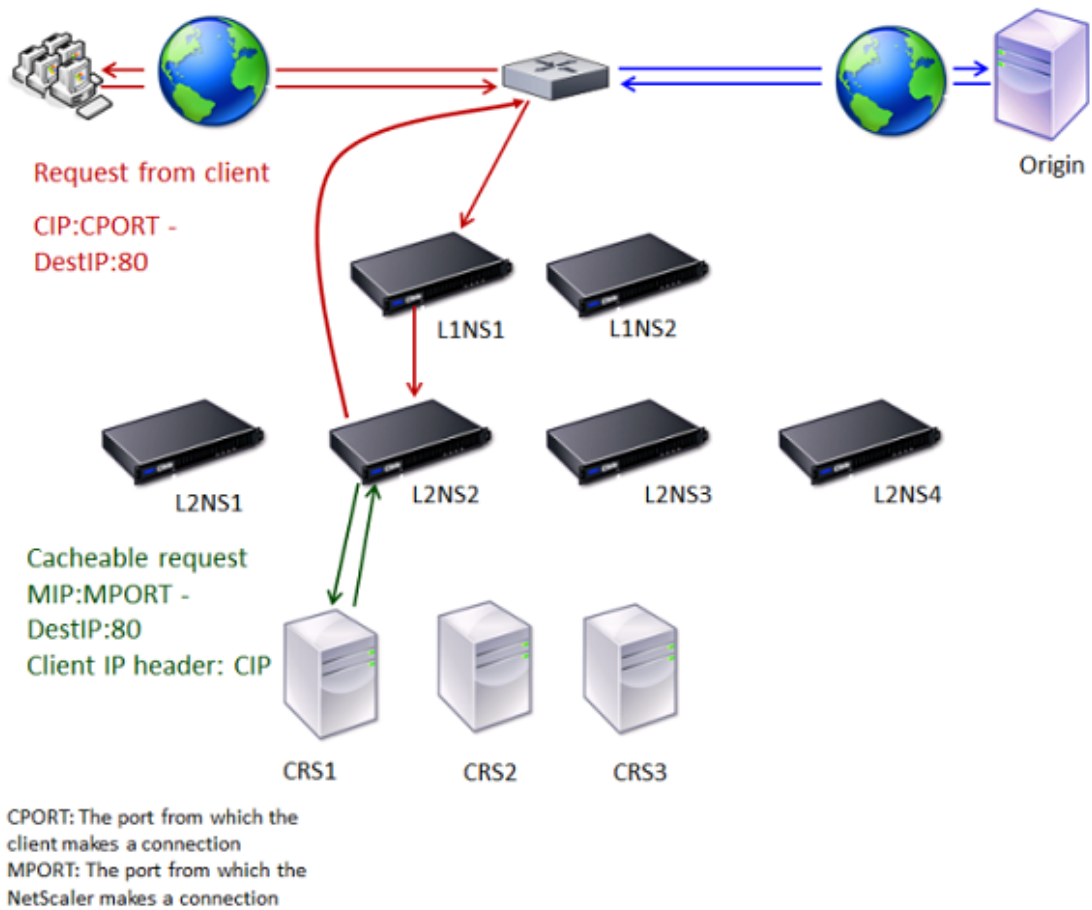 Origin
Request from client
CIP:CPORT -
DestIP:80
L1NS1
L1NS2
L2NS1
L2NS2
L2NS3
L2NS4
Cacheable request
MIP:MPORT -
DestIP:80
Client IP header: CIP
CRS1
CRS2
CRS3
CPORT: The port from which the
client makes a connection
MPORT: The port from which the
NetScaler makes a connection